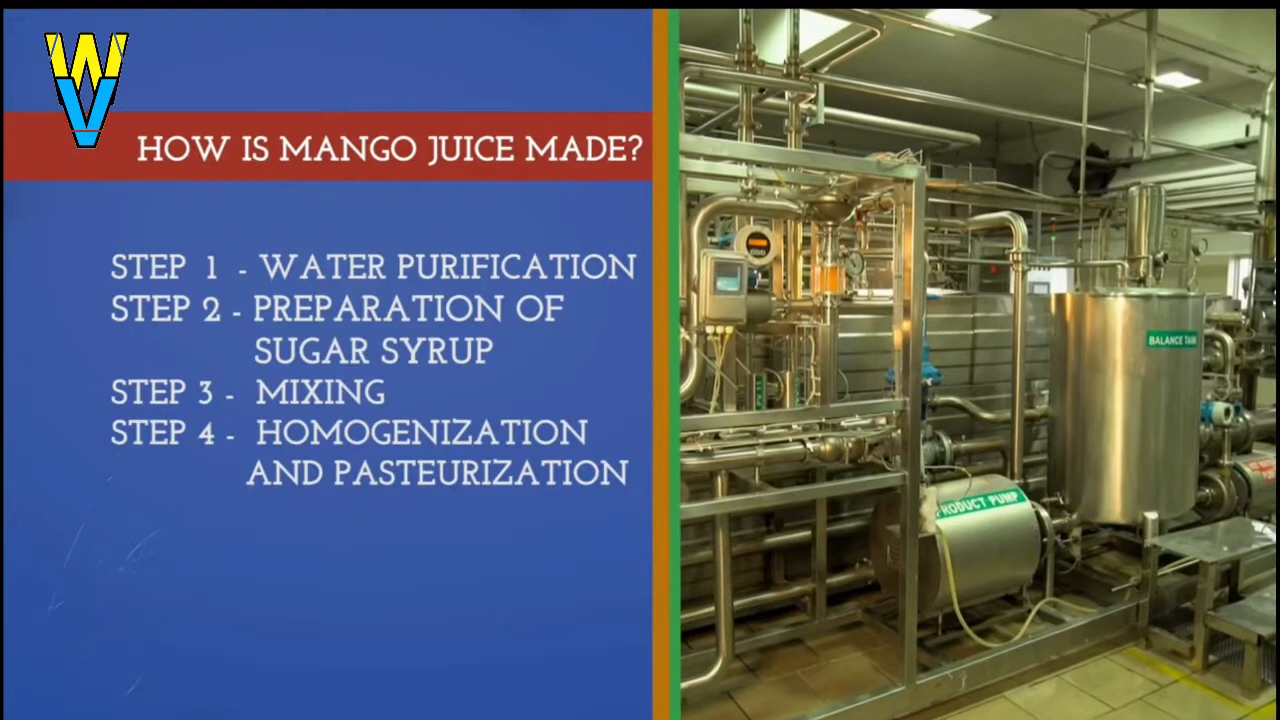 WV
HOW IS MANGO JUICE MADE?
STEP 1 - WATER PURIFICATION
STEP 2 - PREPARATION OF
SUGAR SYRUP
STEP 3 - MIXING
STEP 4 - HOMOGENIZATION
AND PASTEURIZATION
BALANCE TANK
PRODUCT PUMP